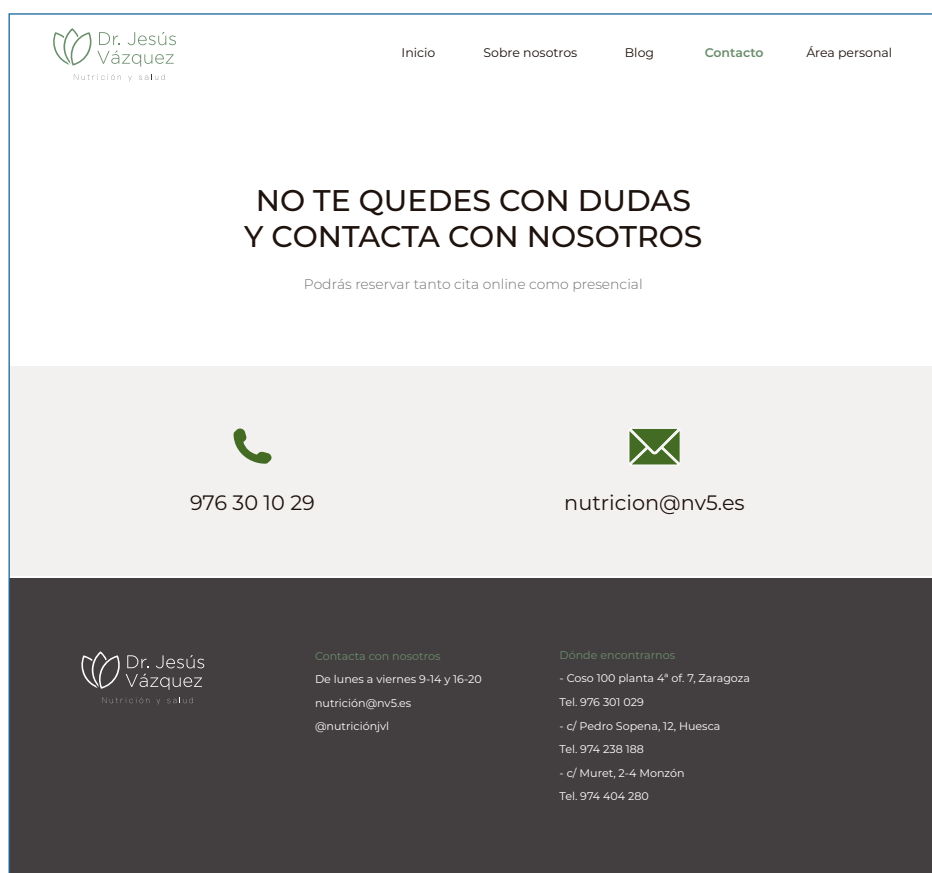 Dr. Jesús
Vázquez
Nutrición y salud
Inicio
Sobre nosotros
Blog
Contacto
Área personal
NO TE QUEDES CON DUDAS
Y CONTACTA CON NOSOTROS
Podrás reservar tanto cita online como presencial
976 30 10 29
nutricion@nv5.es
Dr. Jesús
Vázquez
Nutrición y salud
Contacta con nosotros
De lunes a viernes 9-14 y 16-20
nutrición@nv5.es
@nutriciónjvl
Dónde encontrarnos
- Coso 100 planta 4ª of. 7, Zaragoza
Tel. 976 301 029
- c/ Pedro Sopena, 12, Huesca
Tel. 974 238 188
- c/ Muret, 2-4 Monzón
Tel. 974 404 280